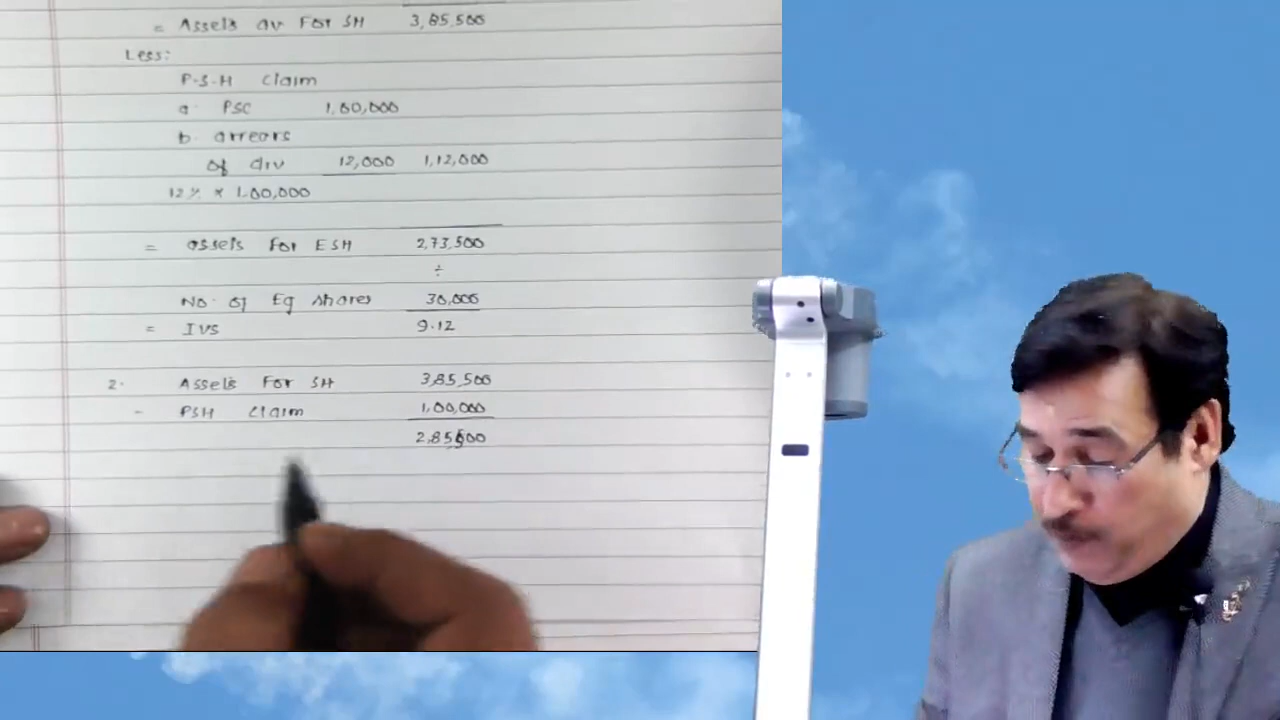 = Assets av For SH 3,85,500
Less:
P-S-H Claim
a. PSC 1,00,000
b. arrears
of div 12,000 1,12,000
12% × 1,00,000
= assets For ESH 2,73,500
÷
No. of Eq shares 30,000
= IVS 9.12
2. Assets For SH 3,85,500
- PSH Claim 1,00,000
2,85,500